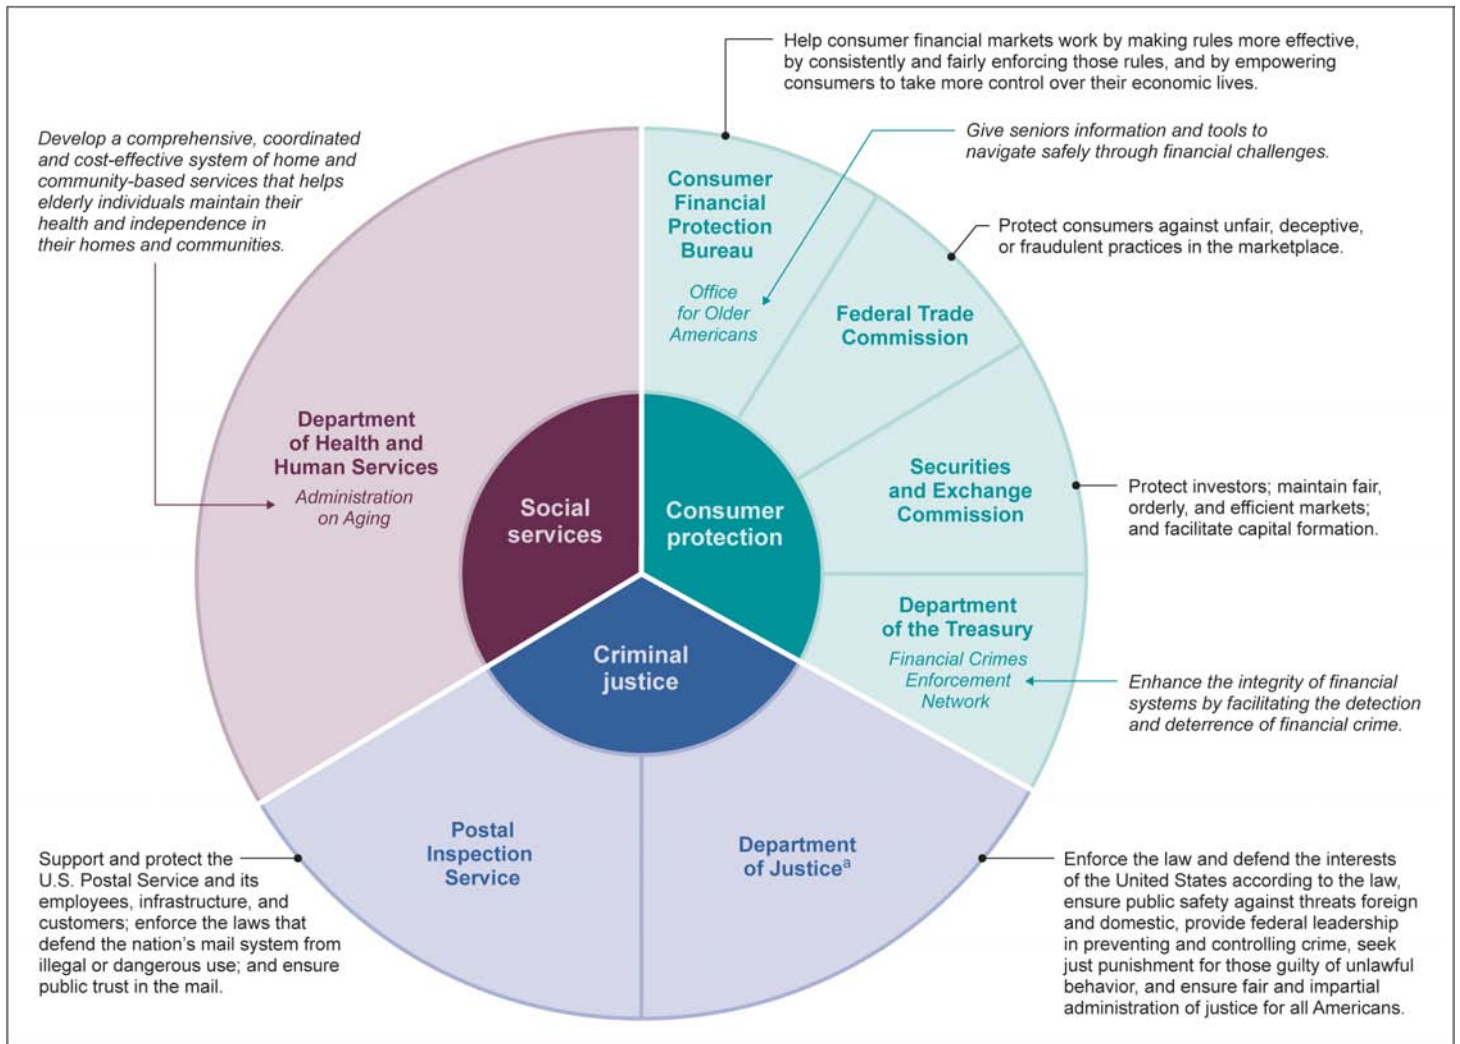 Help consumer financial markets work by making rules more effective,
by consistently and fairly enforcing those rules, and by empowering
consumers to take more control over their economic lives.
Develop a comprehensive, coordinated
and cost-effective system of home and
community-based services that helps
elderly individuals maintain their
health and independence in
their homes and communities.
Give seniors information and tools to
navigate safely through financial challenges.
Consumer
Financial
Protection
Bureau
Office
for Older
Americans
Protect consumers against unfair, deceptive,
or fraudulent practices in the marketplace.
Federal Trade
Commission
Department
of Health and
Human Services
Administration
on Aging
Social
services
Consumer
protection
Securities
and Exchange
Commission
Protect investors; maintain fair,
orderly, and efficient markets;
and facilitate capital formation.
Department
of the Treasury
Financial Crimes
Enforcement
Network
Enhance the integrity of financial
systems by facilitating the detection
and deterrence of financial crime.
Criminal
justice
Postal
Inspection
Service
Department
of Justiceᵃ
Support and protect the
U.S. Postal Service and its
employees, infrastructure, and
customers; enforce the laws that
defend the nation's mail system from
illegal or dangerous use; and ensure
public trust in the mail.
Enforce the law and defend the interests
of the United States according to the law,
ensure public safety against threats foreign
and domestic, provide federal leadership
in preventing and controlling crime, seek
just punishment for those guilty of unlawful
behavior, and ensure fair and impartial
administration of justice for all Americans.